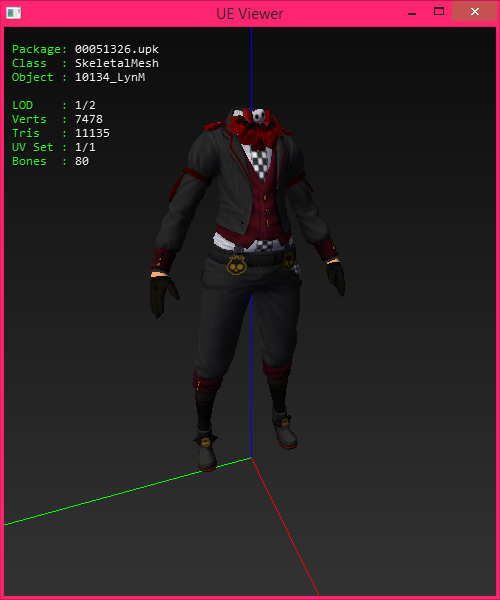 UE Viewer
Package: 00051326.upk
Class : SkeletalMesh
Object : 10134_LynM
LOD : 1/2
Verts : 7478
Tris : 11135
UV Set : 1/1
Bones : 80